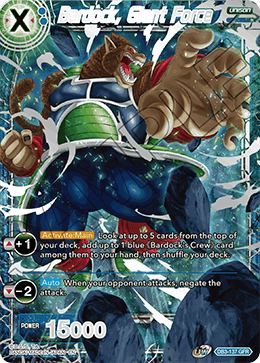 X
Bardock, Giant Force
UNISON
+1
Activate:Main Look at up to 5 cards from the top of
your deck, add up to 1 blue 《Bardock's Crew》 card
among them to your hand, then shuffle your deck.
-2
Auto When your opponent attacks, negate the
attack.
POWER 15000
DB3-137 GFR